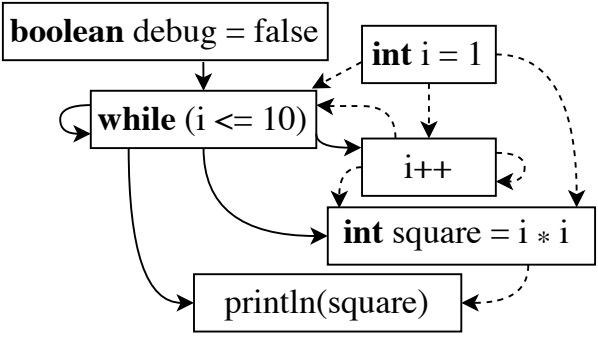 boolean debug = false
int i = 1
while (i <= 10)
i++
int square = i * i
println(square)